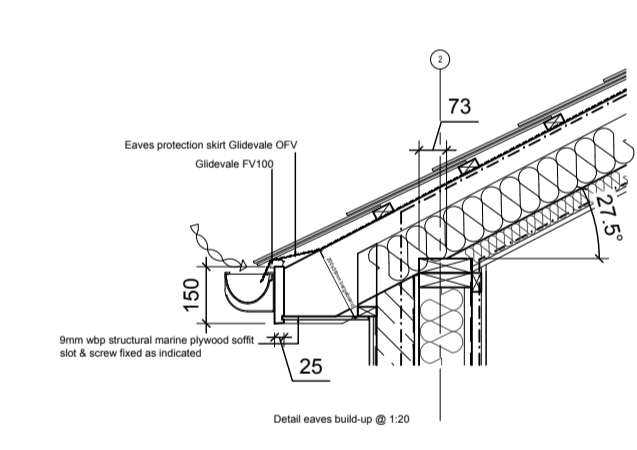 2
73
Eaves protection skirt Glidevale OFV
Glidevale FV100
27.5°
150
9mm wbp structural marine plywood soffit
slot & screw fixed as indicated
25
Detail eaves build-up @ 1:20